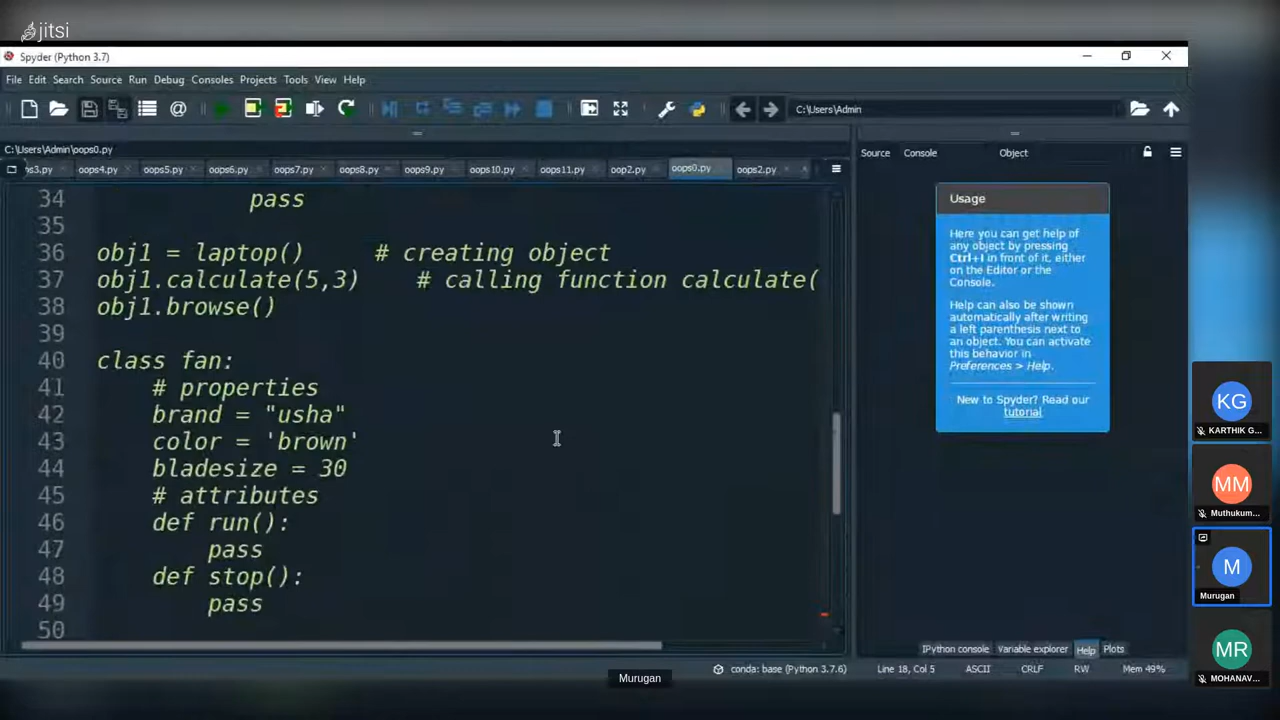 jitsi
Spyder (Python 3.7)
File Edit Search Source Run Debug Consoles Projects Tools View Help
C:\Users\Admin
C:\Users\Admin\oops0.py
ps3.py oops4.py oops5.py oops6.py oops7.py oops8.py oops9.py oops10.py oops11.py oop2.py oops0.py oops2.py
Source Console Object
34 pass
35
36 obj1 = laptop() # creating object
37 obj1.calculate(5,3) # calling function calculate(
38 obj1.browse()
39
40 class fan:
41 # properties
42 brand = "usha"
43 color = 'brown'
44 bladesize = 30
45 # attributes
46 def run():
47 pass
48 def stop():
49 pass
50
Usage
Here you can get help of
any object by pressing
Ctrl+I in front of it, either
on the Editor or the
Console.
Help can also be shown
automatically after writing
a left parenthesis next to
an object. You can activate
this behavior in
Preferences > Help.
New to Spyder? Read our
tutorial
IPython console Variable explorer Help Plots
conda: base (Python 3.7.6) Line 18, Col 5 ASCII CRLF RW Mem 49%
Murugan
KG
KARTHIK G...
MM
Muthukum...
M
Murugan
MR
MOHANAV...